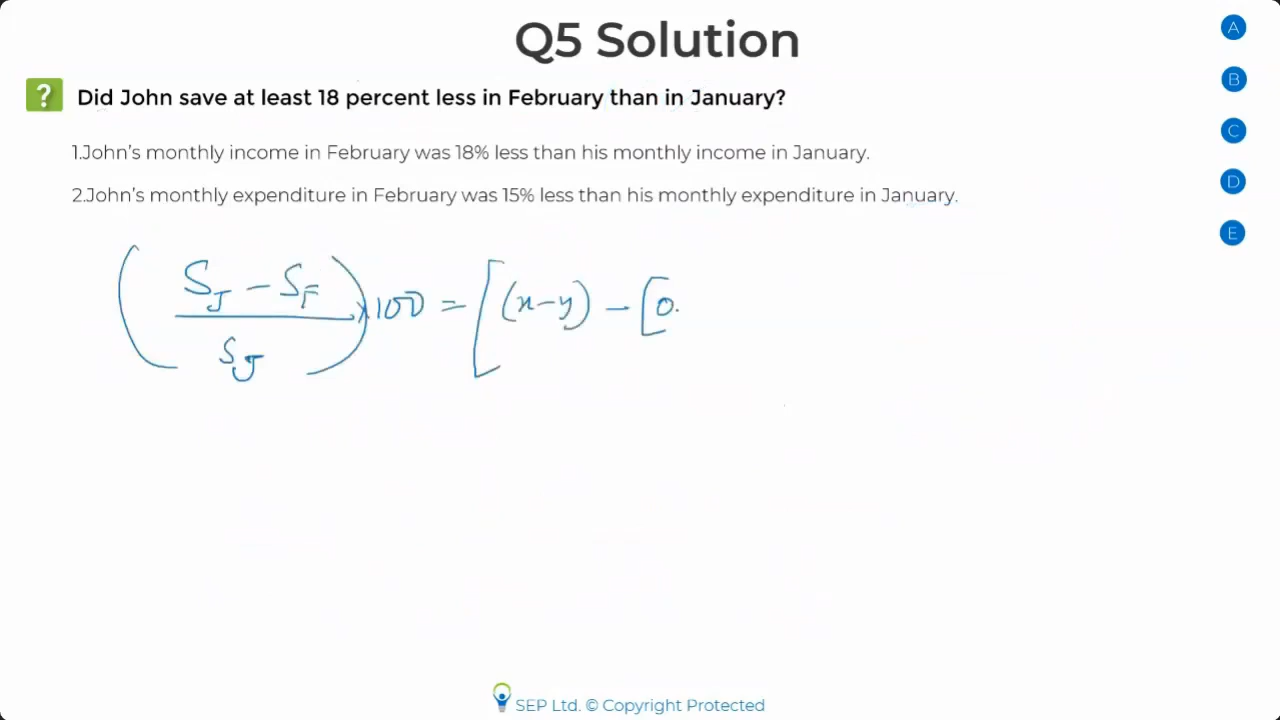 Q5 Solution
? Did John save at least 18 percent less in February than in January?
1.John's monthly income in February was 18% less than his monthly income in January.
2.John's monthly expenditure in February was 15% less than his monthly expenditure in January.
A
B
C
D
E
( S_J - S_F / S_J ) × 100 = [ (x-y) - [0.
SEP Ltd. © Copyright Protected